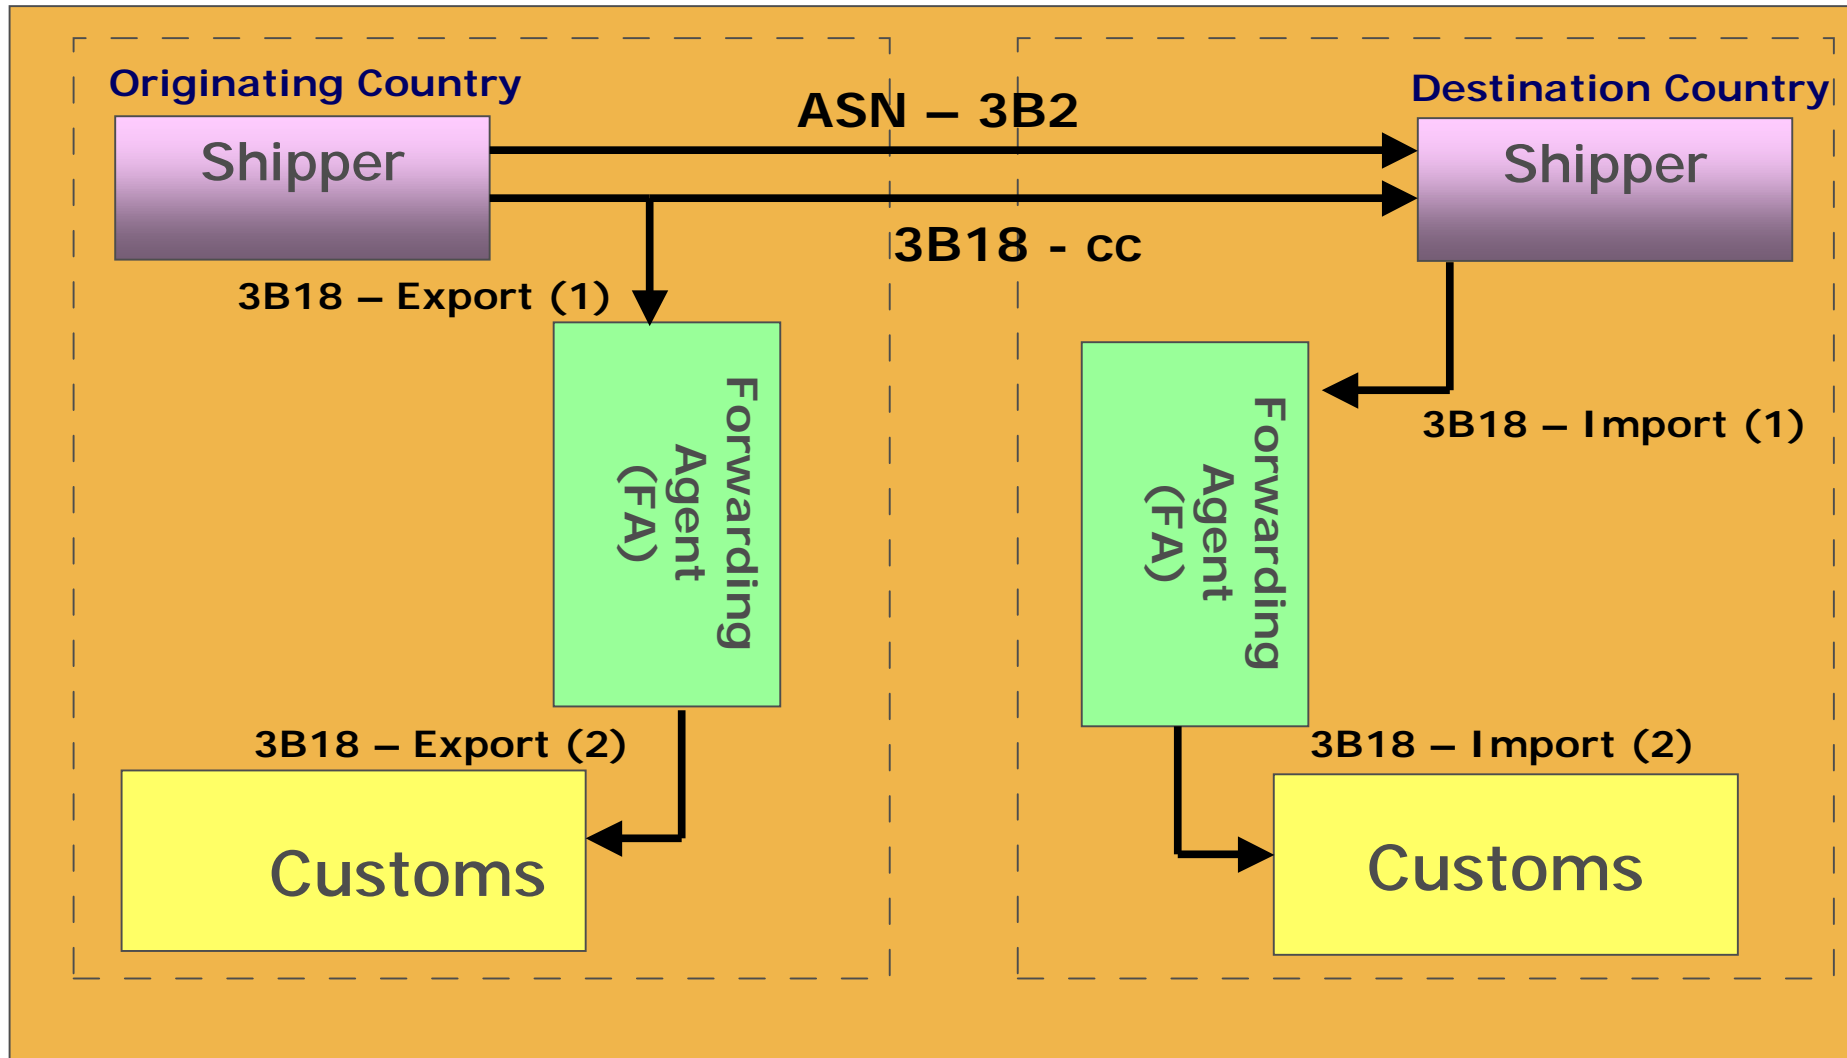 Originating Country
Destination Country
ASN – 3B2
Shipper
Shipper
3B18 - cc
3B18 – Export (1)
Forwarding
Agent
(FA)
3B18 – Import (1)
Forwarding
Agent
(FA)
3B18 – Export (2)
3B18 – Import (2)
Customs
Customs